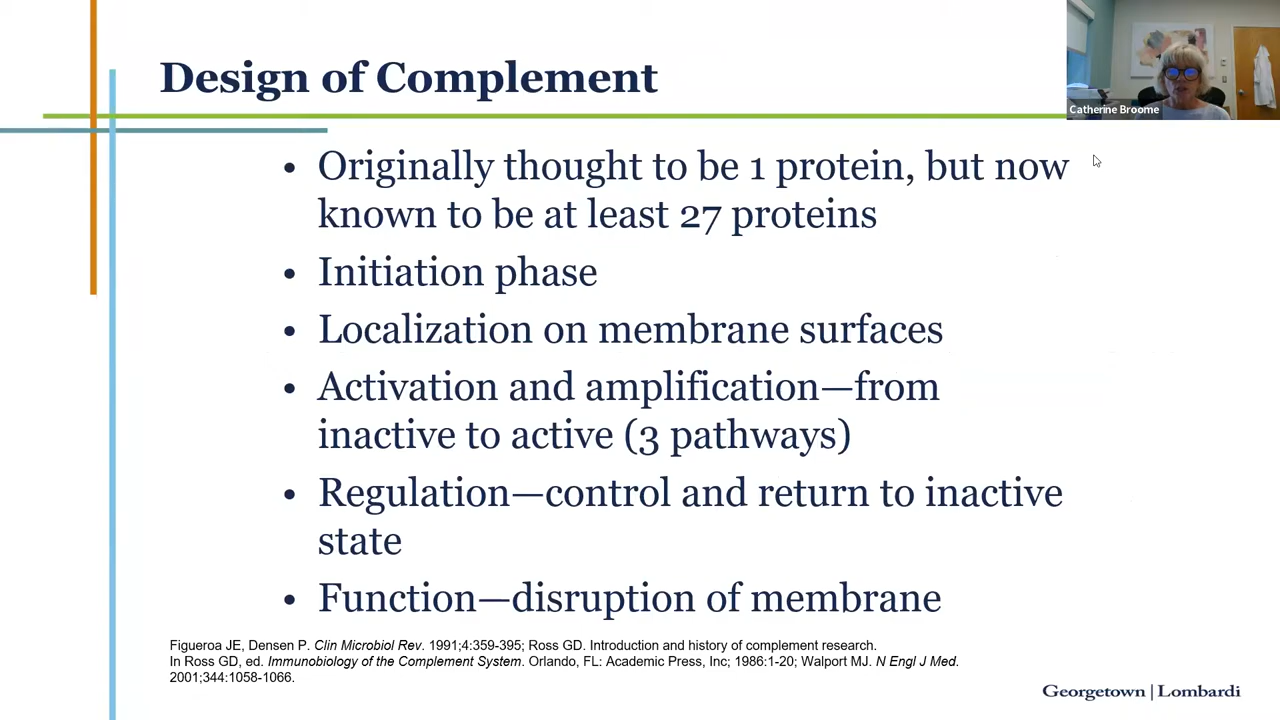 Design of Complement
Catherine Broome
• Originally thought to be 1 protein, but now
known to be at least 27 proteins
• Initiation phase
• Localization on membrane surfaces
• Activation and amplification—from
inactive to active (3 pathways)
• Regulation—control and return to inactive
state
• Function—disruption of membrane
Figueroa JE, Densen P. Clin Microbiol Rev. 1991;4:359-395; Ross GD. Introduction and history of complement research.
In Ross GD, ed. Immunobiology of the Complement System. Orlando, FL: Academic Press, Inc; 1986:1-20; Walport MJ. N Engl J Med.
2001;344:1058-1066.
Georgetown | Lombardi